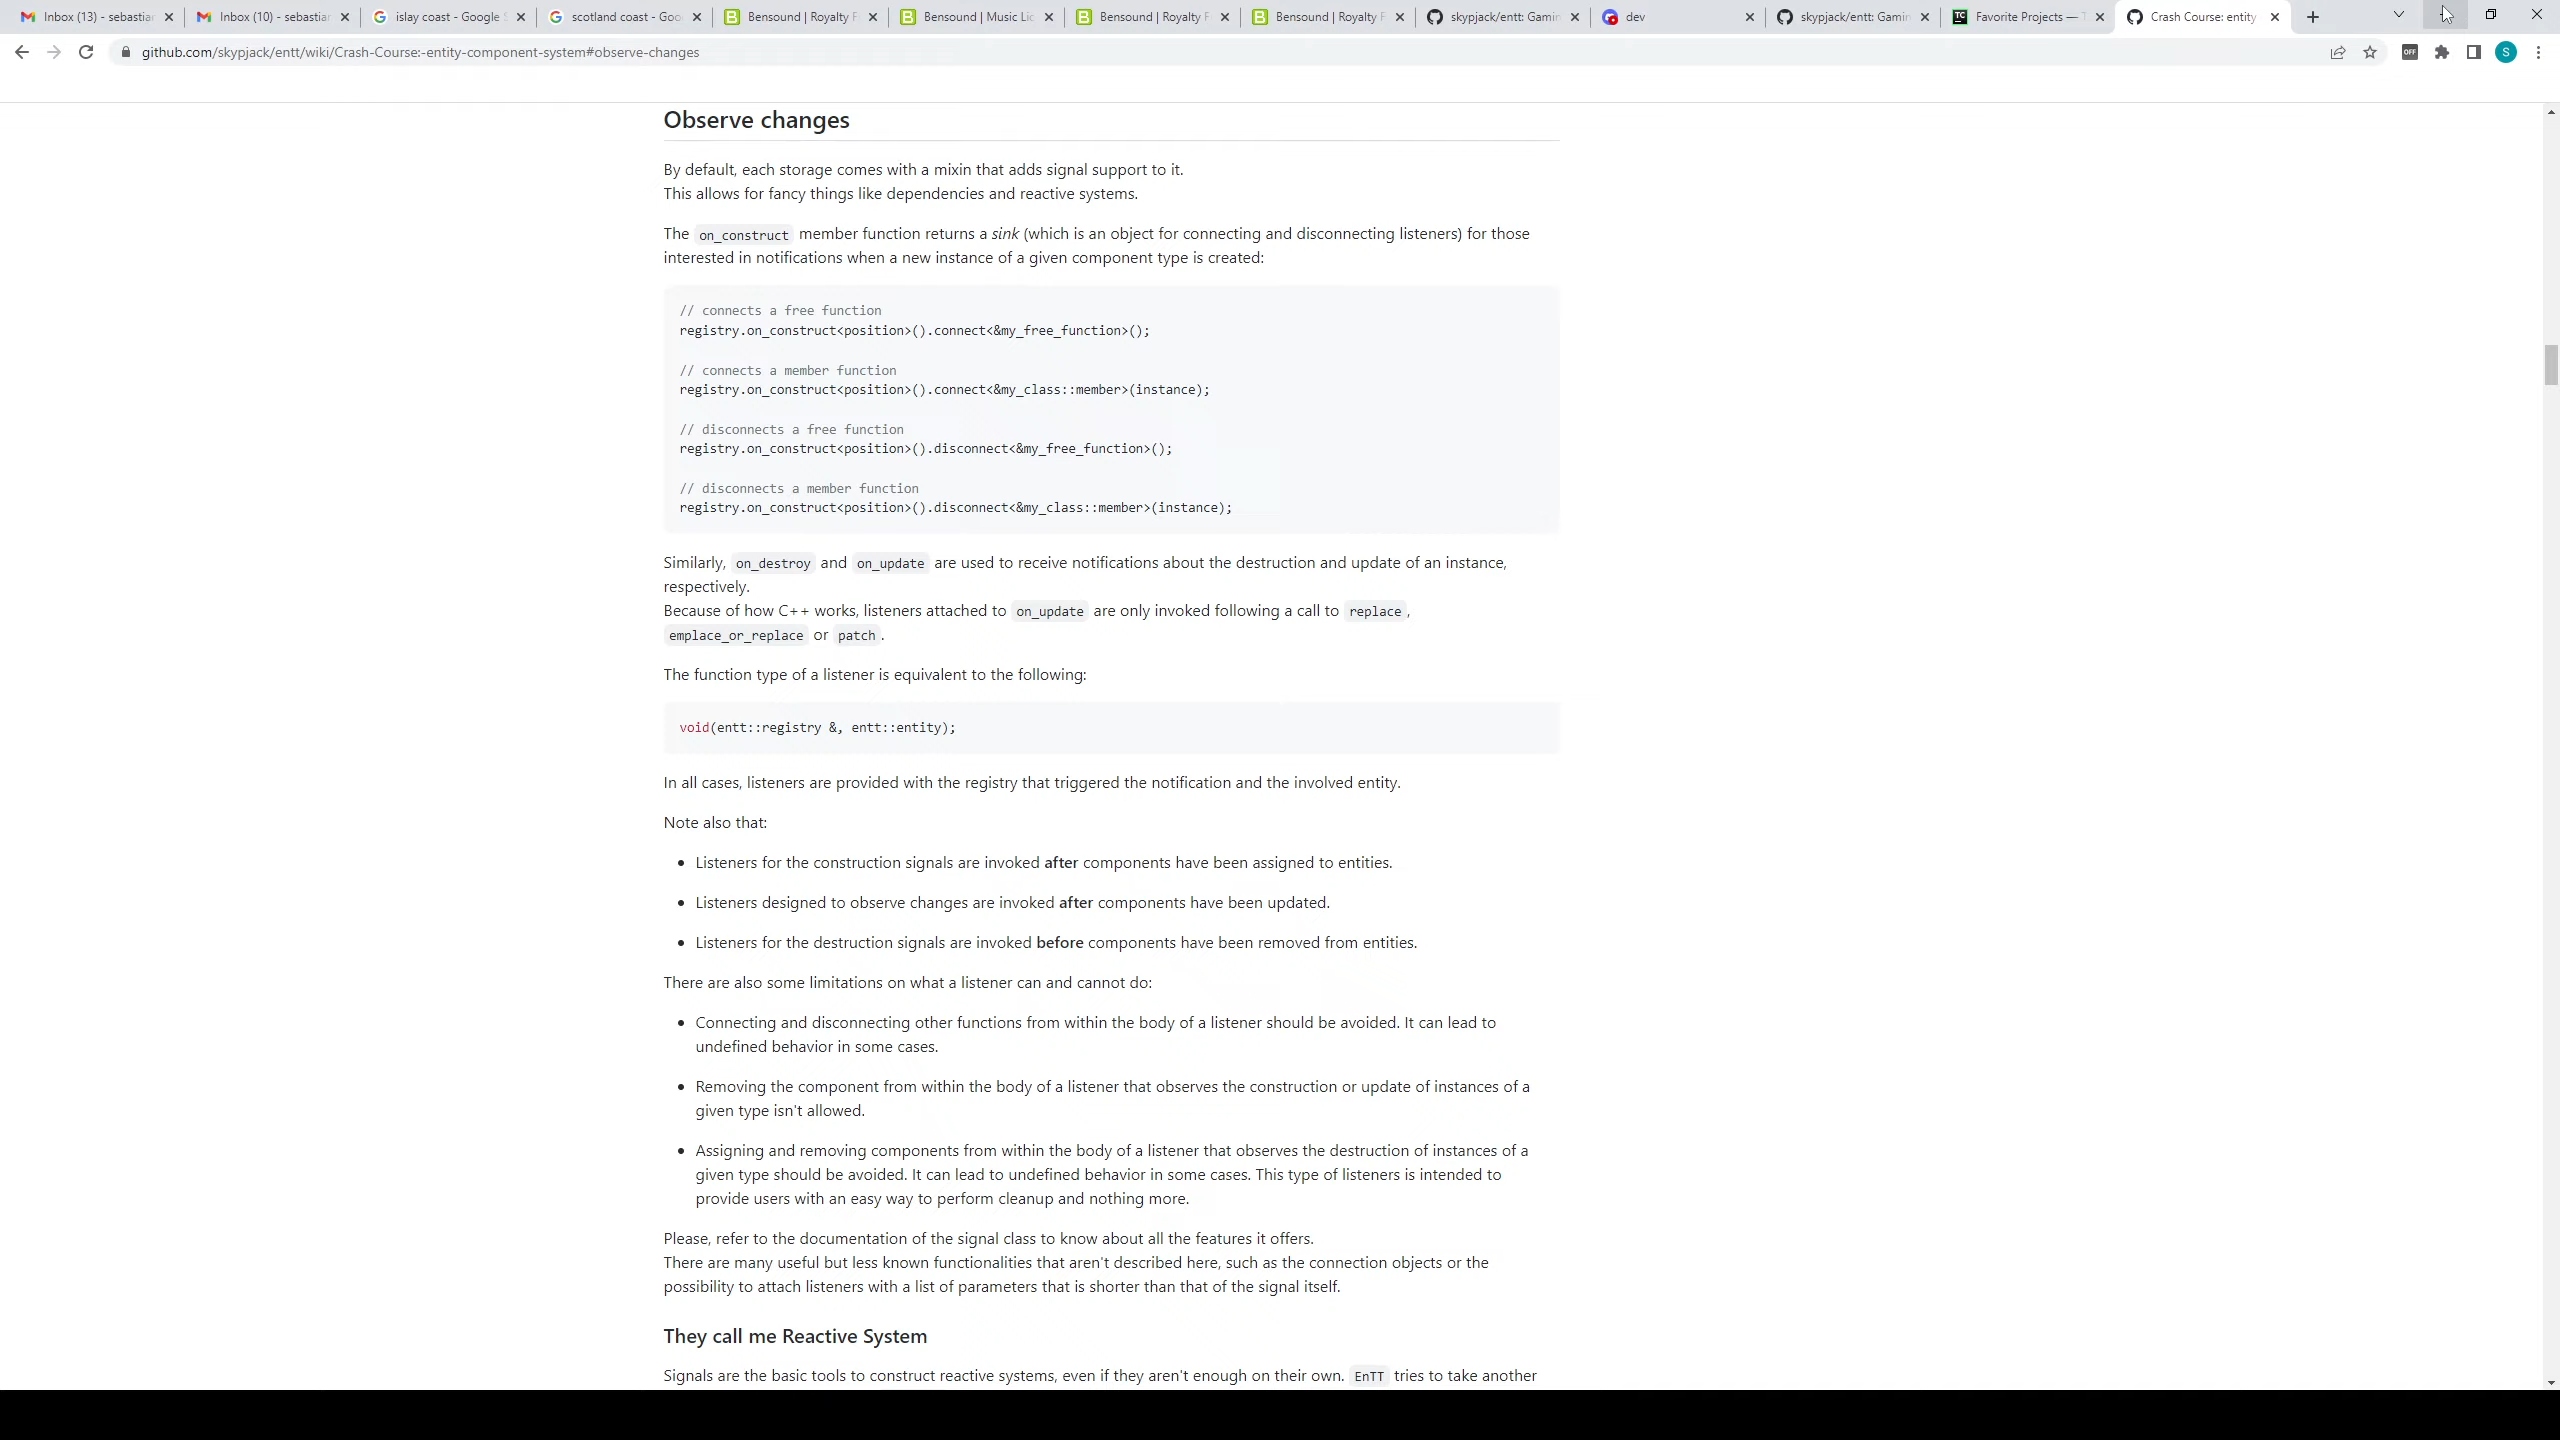 Inbox (13) - sebastia
Inbox (10) - sebastia
islay coast - Google S
scotland coast - Goo
Bensound | Royalty F
Bensound | Music Lic
Bensound | Royalty F
Bensound | Royalty F
skypjack/entt: Gamin
dev
skypjack/entt: Gamin
TC
Favorite Projects — T
Crash Course: entity
github.com/skypjack/entt/wiki/Crash-Course:-entity-component-system#observe-changes
OFF
S
Observe changes
By default, each storage comes with a mixin that adds signal support to it.
This allows for fancy things like dependencies and reactive systems.
The on_construct member function returns a sink (which is an object for connecting and disconnecting listeners) for those
interested in notifications when a new instance of a given component type is created:
// connects a free function
registry.on_construct<position>().connect<&my_free_function>();
// connects a member function
registry.on_construct<position>().connect<&my_class::member>(instance);
// disconnects a free function
registry.on_construct<position>().disconnect<&my_free_function>();
// disconnects a member function
registry.on_construct<position>().disconnect<&my_class::member>(instance);
Similarly, on_destroy and on_update are used to receive notifications about the destruction and update of an instance,
respectively.
Because of how C++ works, listeners attached to on_update are only invoked following a call to replace,
emplace_or_replace or patch.
The function type of a listener is equivalent to the following:
void(entt::registry &, entt::entity);
In all cases, listeners are provided with the registry that triggered the notification and the involved entity.
Note also that:
• Listeners for the construction signals are invoked after components have been assigned to entities.
• Listeners designed to observe changes are invoked after components have been updated.
• Listeners for the destruction signals are invoked before components have been removed from entities.
There are also some limitations on what a listener can and cannot do:
• Connecting and disconnecting other functions from within the body of a listener should be avoided. It can lead to
undefined behavior in some cases.
• Removing the component from within the body of a listener that observes the construction or update of instances of a
given type isn't allowed.
• Assigning and removing components from within the body of a listener that observes the destruction of instances of a
given type should be avoided. It can lead to undefined behavior in some cases. This type of listeners is intended to
provide users with an easy way to perform cleanup and nothing more.
Please, refer to the documentation of the signal class to know about all the features it offers.
There are many useful but less known functionalities that aren't described here, such as the connection objects or the
possibility to attach listeners with a list of parameters that is shorter than that of the signal itself.
They call me Reactive System
Signals are the basic tools to construct reactive systems, even if they aren't enough on their own. EnTT tries to take another